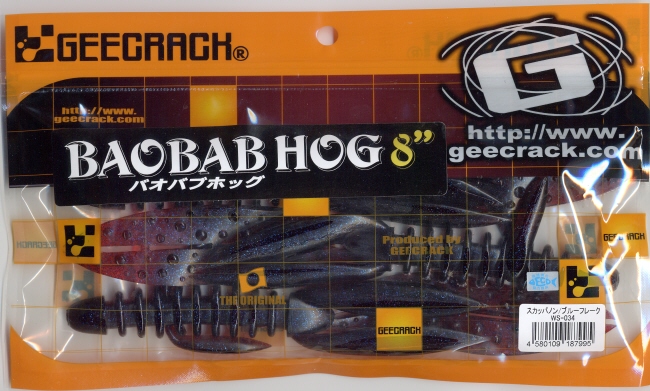 GEECRACK®
G
http://www.
geecrack.com
http://www.
geecrack.com
BAOBAB HOG 8”
バオバブホッグ
Produced by
GEECRACK
GEECRACK
THE ORIGINAL
GEECRACK
スカッパノン/ブルーフレーク
WS-034
4 580109 187995